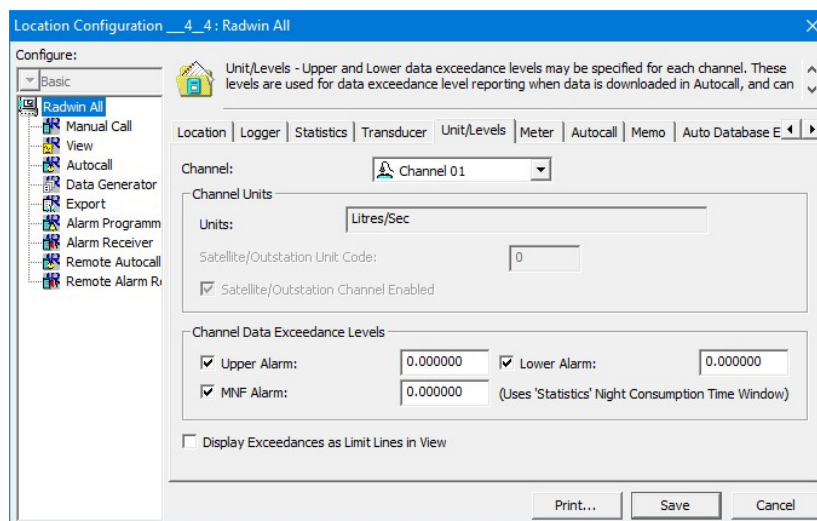 Location Configuration __4_4 : Radwin All
Configure:
Basic
Radwin All
Manual Call
View
Autocall
Data Generator
Export
Alarm Programm
Alarm Receiver
Remote Autocall
Remote Alarm R
Unit/Levels - Upper and Lower data exceedance levels may be specified for each channel. These
levels are used for data exceedance level reporting when data is downloaded in Autocall, and can
Location Logger Statistics Transducer Unit/Levels Meter Autocall Memo Auto Database E
Channel: Channel 01
Channel Units
Units: Litres/Sec
Satellite/Outstation Unit Code: 0
Satellite/Outstation Channel Enabled
Channel Data Exceedance Levels
Upper Alarm: 0.000000 Lower Alarm: 0.000000
MNF Alarm: 0.000000 (Uses 'Statistics' Night Consumption Time Window)
Display Exceedances as Limit Lines in View
Print... Save Cancel